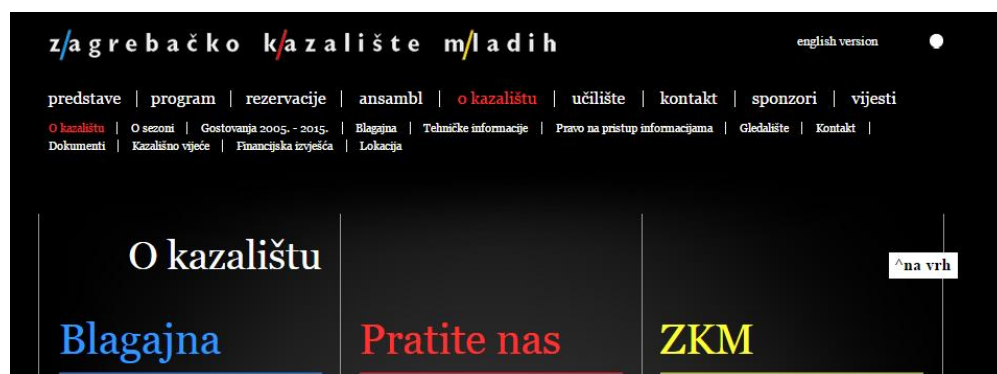 z/agrebačko k/azalište m/ladih
english version
predstave | program | rezervacije | ansambl | o kazalištu | učilište | kontakt | sponzori | vijesti
O kazalištu | O sezoni | Gostovanja 2005. - 2015. | Blagajna | Tehničke informacije | Pravo na pristup informacijama | Gledalište | Kontakt |
Dokumenti | Kazališno vijeće | Financijska izvješća | Lokacija
O kazalištu
^na vrh
Blagajna
Pratite nas
ZKM